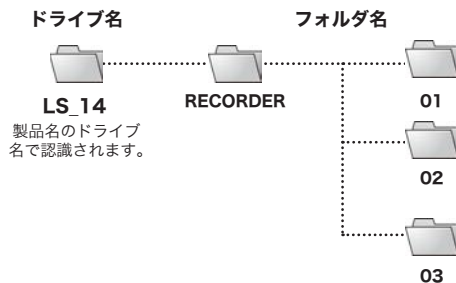 ドライブ名
フォルダ名
LS_14
製品名のドライブ
名で認識されます。
RECORDER
01
02
03